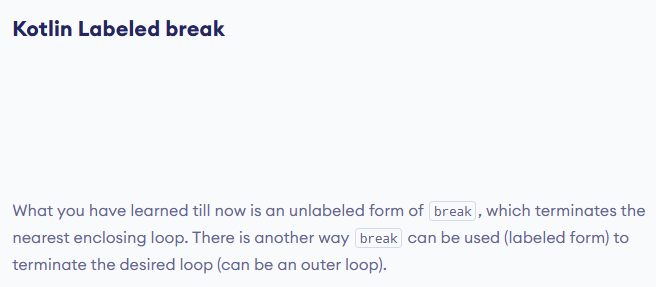 Kotlin Labeled break
What you have learned till now is an unlabeled form of break, which terminates the
nearest enclosing loop. There is another way break can be used (labeled form) to
terminate the desired loop (can be an outer loop).